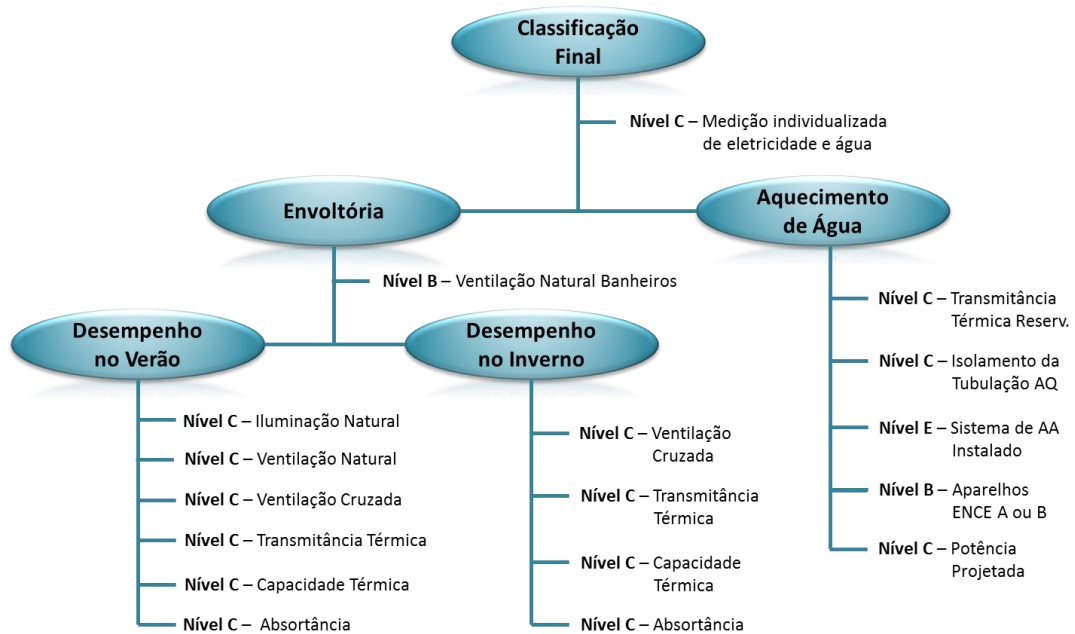 Classificação
Final
Nível C – Medição individualizada
de eletricidade e água
Envoltória
Aquecimento
de Água
Nível B – Ventilação Natural Banheiros
Desempenho
no Verão
Desempenho
no Inverno
Nível C – Iluminação Natural
Nível C – Ventilação Natural
Nível C – Ventilação Cruzada
Nível C – Transmitância Térmica
Nível C – Capacidade Térmica
Nível C – Absortância
Nível C – Ventilação
Cruzada
Nível C – Transmitância
Térmica
Nível C – Capacidade
Térmica
Nível C – Absortância
Nível C – Transmitância
Térmica Reserv.
Nível C – Isolamento da
Tubulação AQ
Nível E – Sistema de AA
Instalado
Nível B – Aparelhos
ENCE A ou B
Nível C – Potência
Projetada